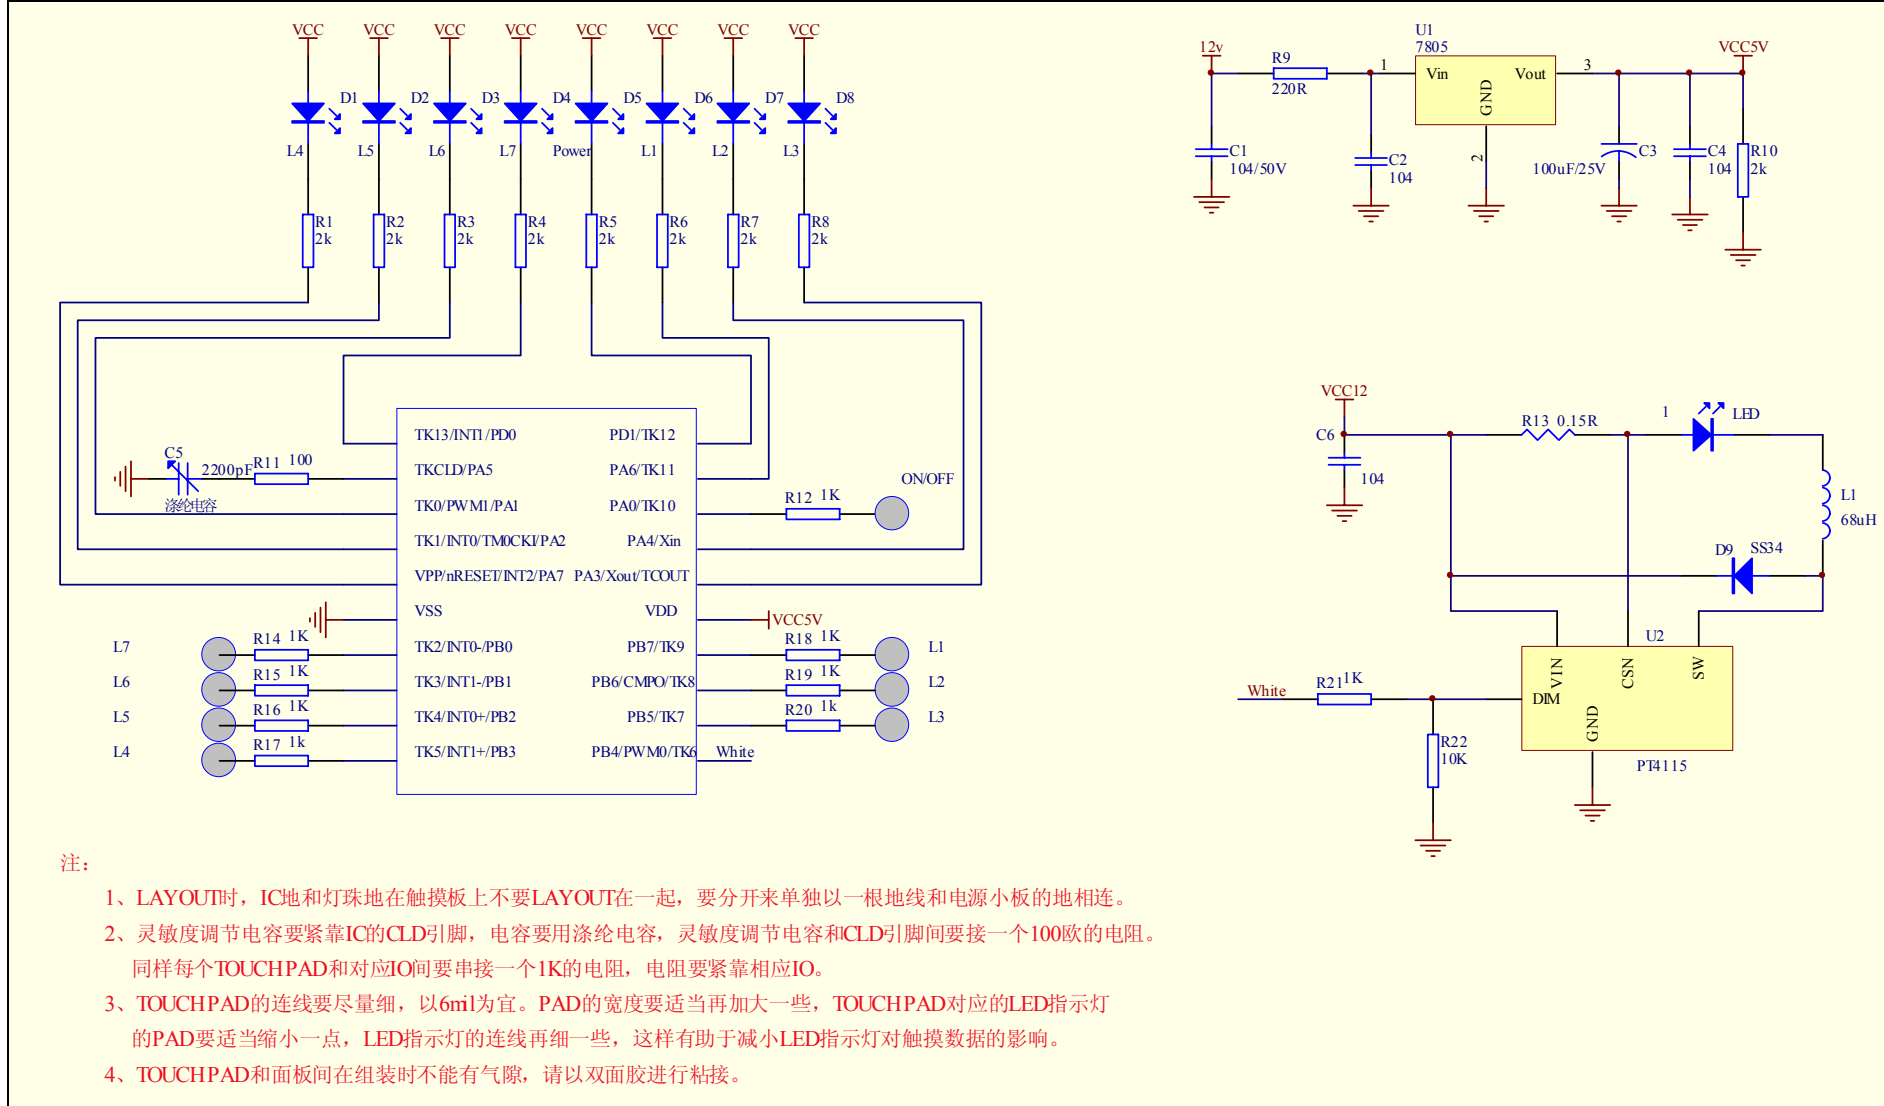 VCC VCC VCC VCC VCC VCC VCC VCC
D1 D2 D3 D4 D5 D6 D7 D8
L4 L5 L6 L7 Power L1 L2 L3
R1 R2 R3 R4 R5 R6 R7 R8
2k 2k 2k 2k 2k 2k 2k 2k
TK13/INT1/PD0 PD1/TK12
C5 2200pF R11 100 TKCLD/PA5 PA6/TK11
涤纶电容
ON/OFF
TK0/PWM1/PA1 PA0/TK10 R12 1K
TK1/INT0/TM0CKI/PA2 PA4/Xin
VPP/nRESET/INT2/PA7 PA3/Xout/TCOUT
VSS VDD VCC5V
L7 R14 1K TK2/INT0-/PB0 PB7/TK9 R18 1K L1
L6 R15 1K TK3/INT1-/PB1 PB6/CMPO/TK8 R19 1K L2
L5 R16 1K TK4/INT0+/PB2 PB5/TK7 R20 1k L3
L4 R17 1k TK5/INT1+/PB3 PB4/PWM0/TK6 White
U1
7805
12v R9 220R 1 Vin Vout 3 VCC5V
GND
2
C1
104/50V
C2
104
C3
100uF/25V
C4
104
R10
2k
VCC12
C6
104
R13 0.15R
1 LED
L1
68uH
D9 SS34
U2
VIN CSN SW
DIM
GND
PT4115
White R21 1K
R22
10K
注:
1、LAYOUT时，IC地和灯珠地在触摸板上不要LAYOUT在一起，要分开来单独以一根地线和电源小板的地相连。
2、灵敏度调节电容要紧靠IC的CLD引脚，电容要用涤纶电容，灵敏度调节电容和CLD引脚间要接一个100欧的电阻。
同样每个TOUCHPAD和对应IO间要串接一个1K的电阻，电阻要紧靠相应IO。
3、TOUCHPAD的连线要尽量细，以6mil为宜。PAD的宽度要适当再加大一些，TOUCHPAD对应的LED指示灯
的PAD要适当缩小一点，LED指示灯的连线再细一些，这样有助于减小LED指示灯对触摸数据的影响。
4、TOUCHPAD和面板间在组装时不能有气隙，请以双面胶进行粘接。